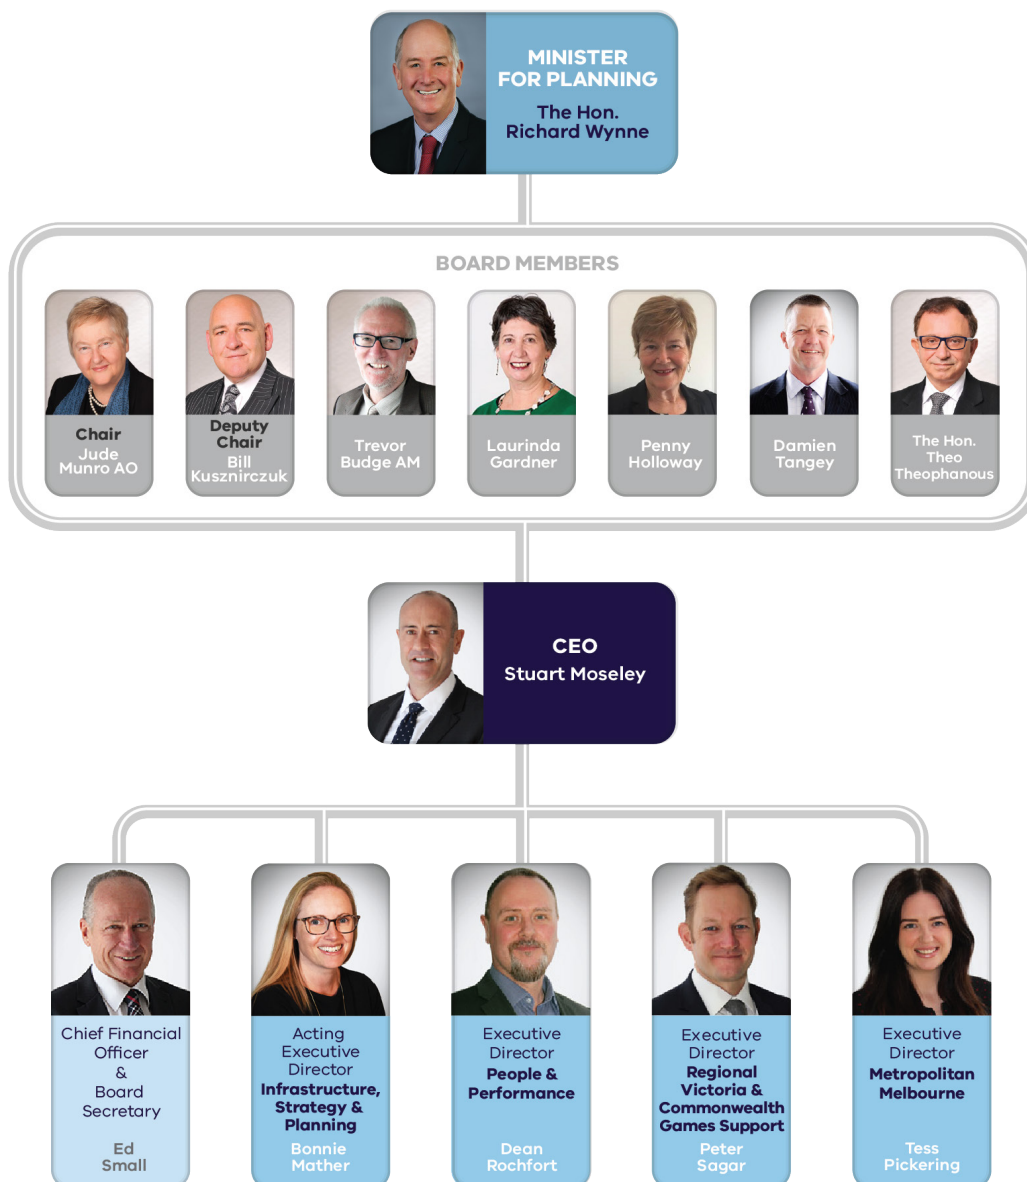 MINISTER
FOR PLANNING
The Hon.
Richard Wynne
BOARD MEMBERS
Chair
Jude
Munro AO
Deputy
Chair
Bill
Kusznirczuk
Trevor
Budge AM
Laurinda
Gardner
Penny
Holloway
Damien
Tangey
The Hon.
Theo
Theophanous
CEO
Stuart Moseley
Chief Financial
Officer
&
Board
Secretary
Ed
Small
Acting
Executive
Director
Infrastructure,
Strategy &
Planning
Bonnie
Mather
Executive
Director
People &
Performance
Dean
Rochfort
Executive
Director
Regional
Victoria &
Commonwealth
Games Support
Peter
Sagar
Executive
Director
Metropolitan
Melbourne
Tess
Pickering